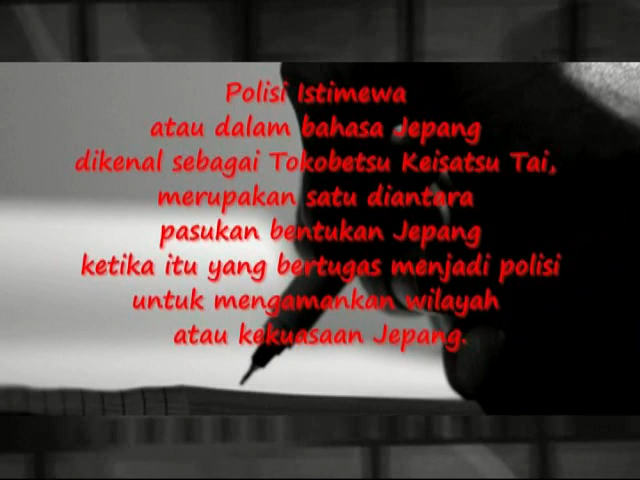 Polisi Istimewa
atau dalam bahasa Jepang
dikenal sebagai Tokobetsu Keisatsu Tai,
merupakan satu diantara
pasukan bentukan Jepang
ketika itu yang bertugas menjadi polisi
untuk mengamankan wilayah
atau kekuasaan Jepang.